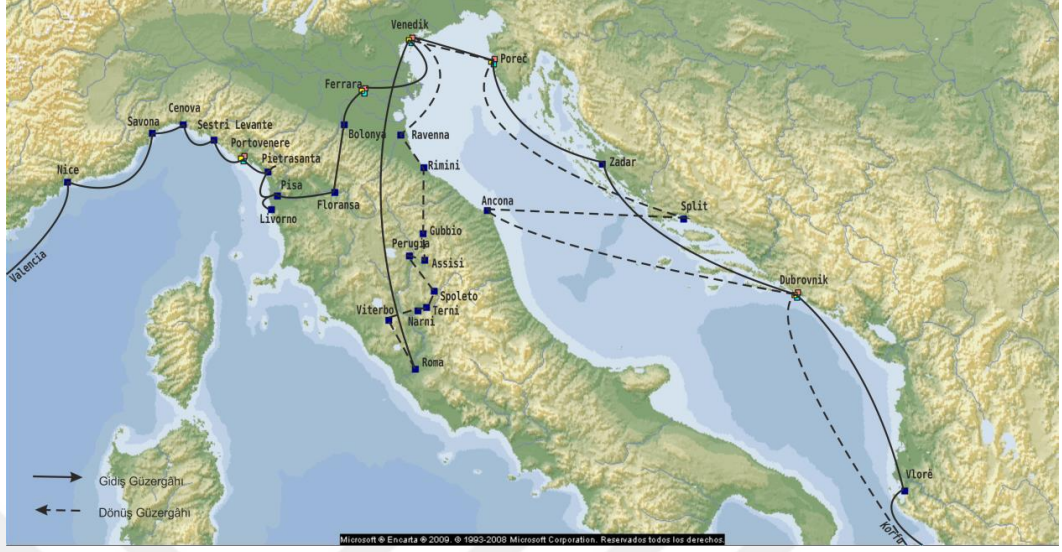 Venedik
Poreč
Ferrara
Cenova
Savona
Bolonya
Ravenna
Sestri Levante
Portovenere
Pietrasanta
Rimini
Zadar
Nice
Pisa
Floransa
Ancona
Livorno
Split
Gubbio
Perugia
Assisi
Valencia
Dubrovnik
Spoleto
Viterbo
Terni
Narni
Roma
Vlorë
Gidiş Güzergâhı
Dönüş Güzergâhı
Korfu
Microsoft ® Encarta ® 2009. © 1993-2008 Microsoft Corporation. Reservados todos los derechos.